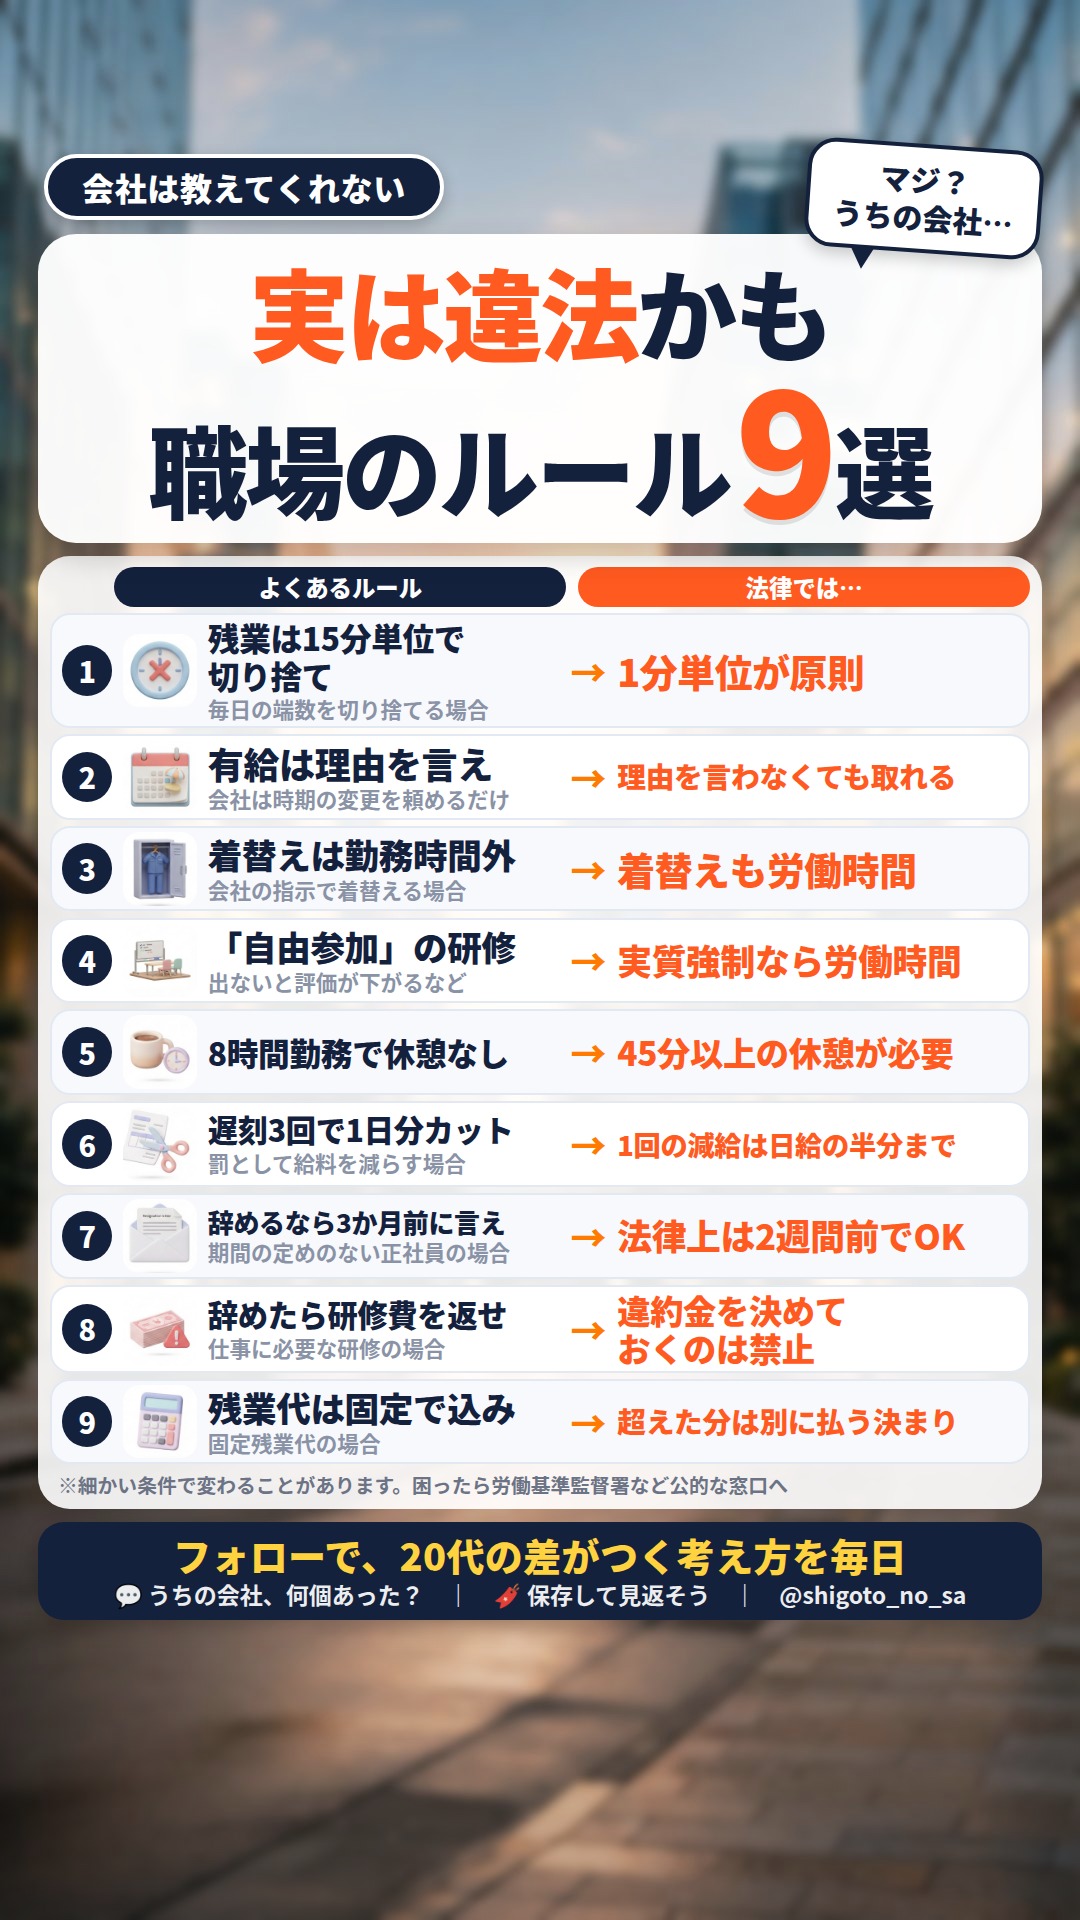 会社は教えてくれない
マジ？
うちの会社…
実は違法かも
職場のルール9選
よくあるルール
法律では…
1
残業は15分単位で
切り捨て
毎日の端数を切り捨てる場合
→ 1分単位が原則
2
有給は理由を言え
会社は時期の変更を頼めるだけ
→ 理由を言わなくても取れる
3
着替えは勤務時間外
会社の指示で着替える場合
→ 着替えも労働時間
4
「自由参加」の研修
出ないと評価が下がるなど
→ 実質強制なら労働時間
5
8時間勤務で休憩なし
→ 45分以上の休憩が必要
6
遅刻3回で1日分カット
罰として給料を減らす場合
→ 1回の減給は日給の半分まで
7
辞めるなら3か月前に言え
期間の定めのない正社員の場合
→ 法律上は2週間前でOK
8
辞めたら研修費を返せ
仕事に必要な研修の場合
→ 違約金を決めて
おくのは禁止
9
残業代は固定で込み
固定残業代の場合
→ 超えた分は別に払う決まり
※細かい条件で変わることがあります。困ったら労働基準監督署など公的な窓口へ
フォローで、20代の差がつく考え方を毎日
💬 うちの会社、何個あった？ ｜ 🔖 保存して見返そう ｜ @shigoto_no_sa